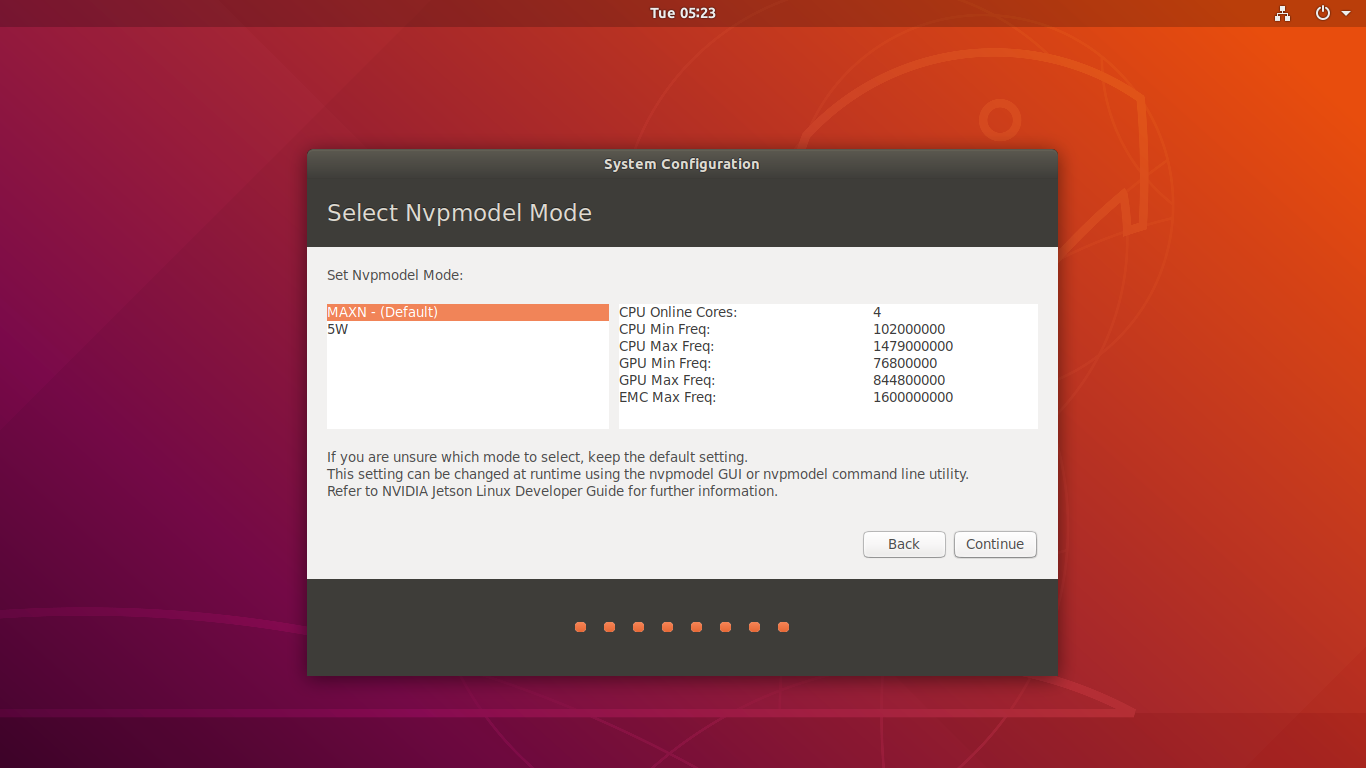 Tue 05:23
System Configuration
Select Nvpmodel Mode
Set Nvpmodel Mode:
MAXN - (Default)
5W
CPU Online Cores: 4
CPU Min Freq: 102000000
CPU Max Freq: 1479000000
GPU Min Freq: 76800000
GPU Max Freq: 844800000
EMC Max Freq: 1600000000
If you are unsure which mode to select, keep the default setting.
This setting can be changed at runtime using the nvpmodel GUI or nvpmodel command line utility.
Refer to NVIDIA Jetson Linux Developer Guide for further information.
Back Continue